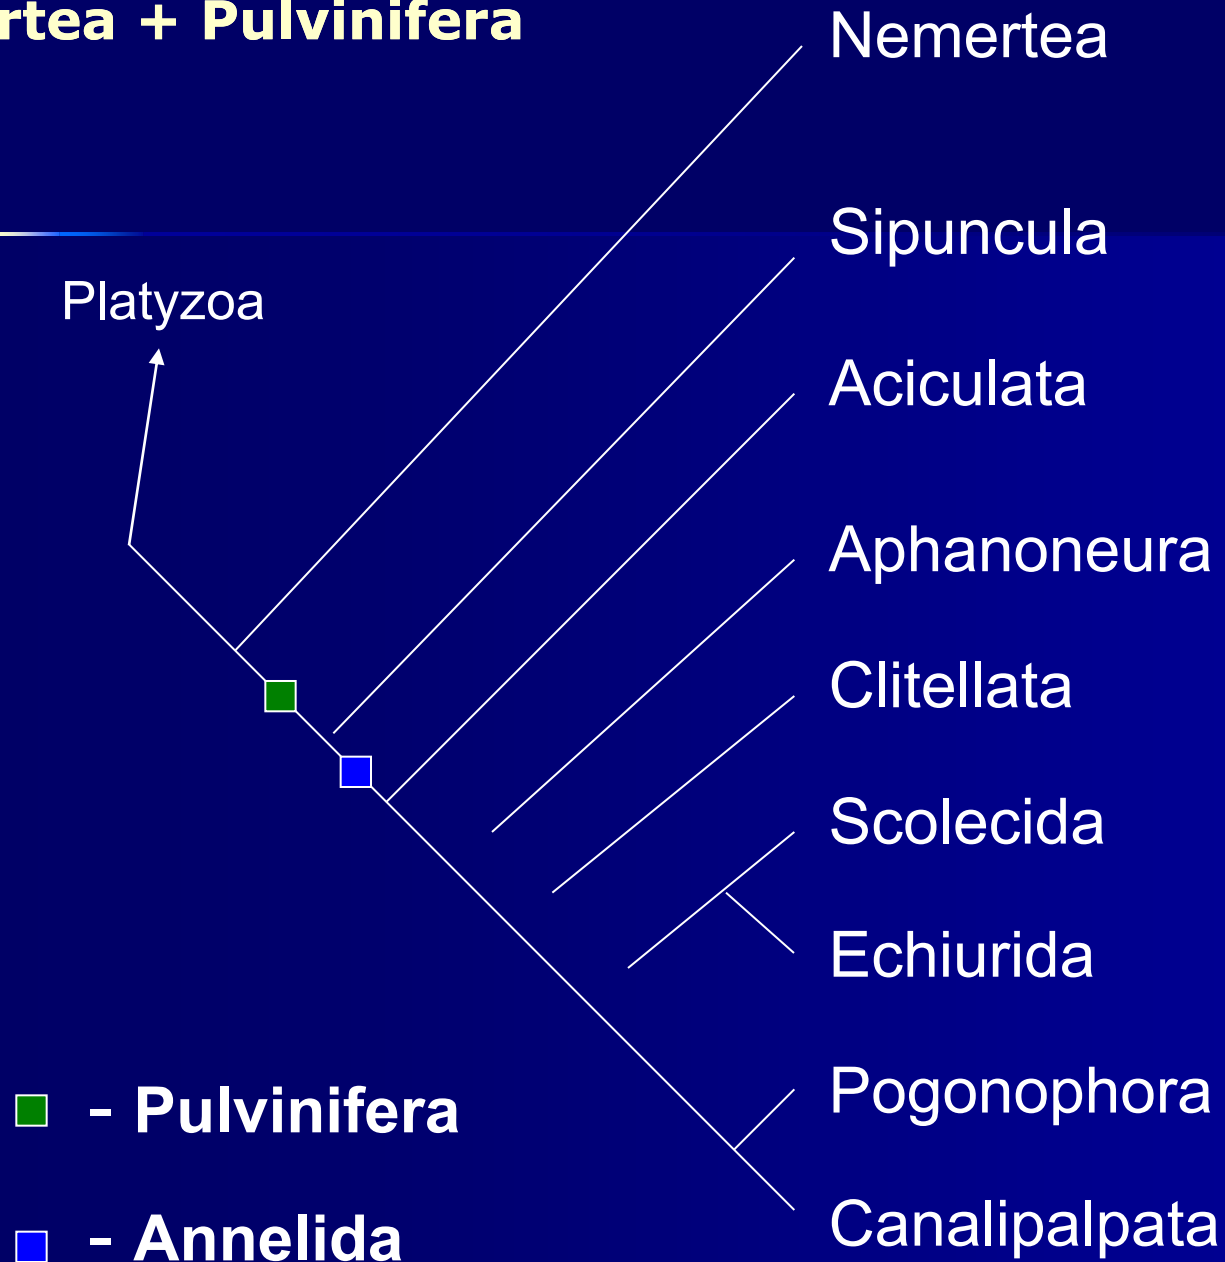 rtea + Pulvinifera
Nemertea
Sipuncula
Platyzoa
Aciculata
Aphanoneura
Clitellata
Scolecida
Echiurida
Pogonophora
- Pulvinifera
Canalipalpata
- Annelida